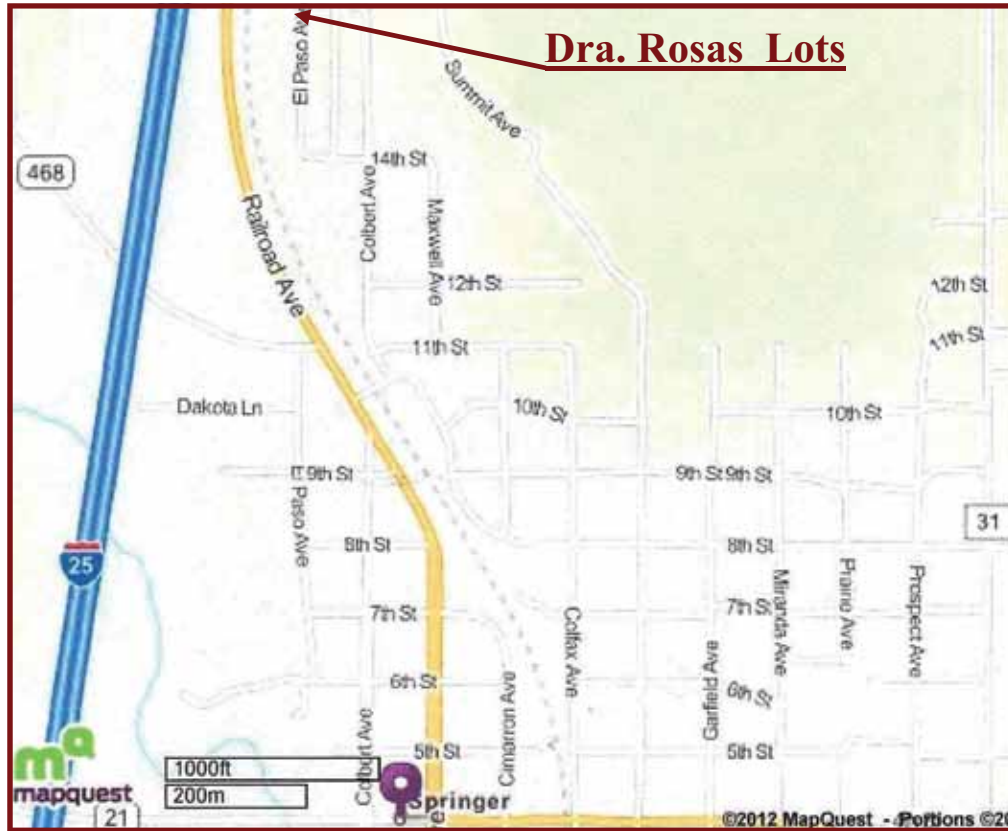 Dra. Rosas Lots
El Paso Ave
Summit Ave
468
14th St
Colbert Ave
Maxwell Ave
Railroad Ave
12th St
12th St
11th St
11th St
Dakota Ln
10th St
10th St
9th St
9th St
9th St
Paso Ave
31
8th St
8th St
25
Miranda Ave
Prairie Ave
Prospect Ave
7th St
7th St
Colfax Ave
Garfield Ave
6th St
6th St
Cimarron Ave
Colbert Ave
5th St
5th St
1000ft
200m
mapquest
Springer
21
©2012 MapQuest - Portions ©20